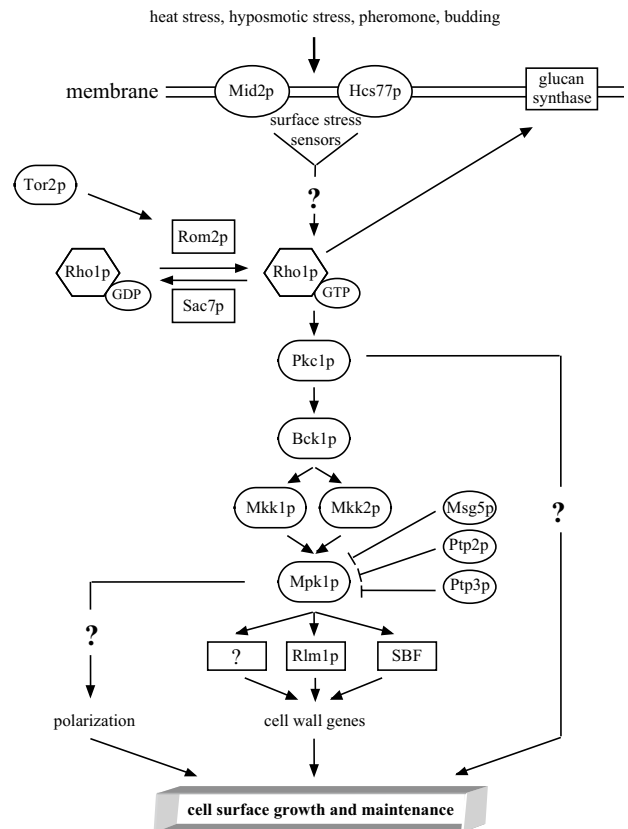 heat stress, hyposmotic stress, pheromone, budding
membrane
Mid2p
Hcs77p
glucan
synthase
surface stress
sensors
?
Tor2p
Rom2p
Rho1p
GDP
Rho1p
GTP
Sac7p
Pkc1p
Bck1p
Mkk1p
Mkk2p
Msg5p
?
Ptp2p
Mpk1p
Ptp3p
?
?
Rlm1p
SBF
polarization
cell wall genes
cell surface growth and maintenance